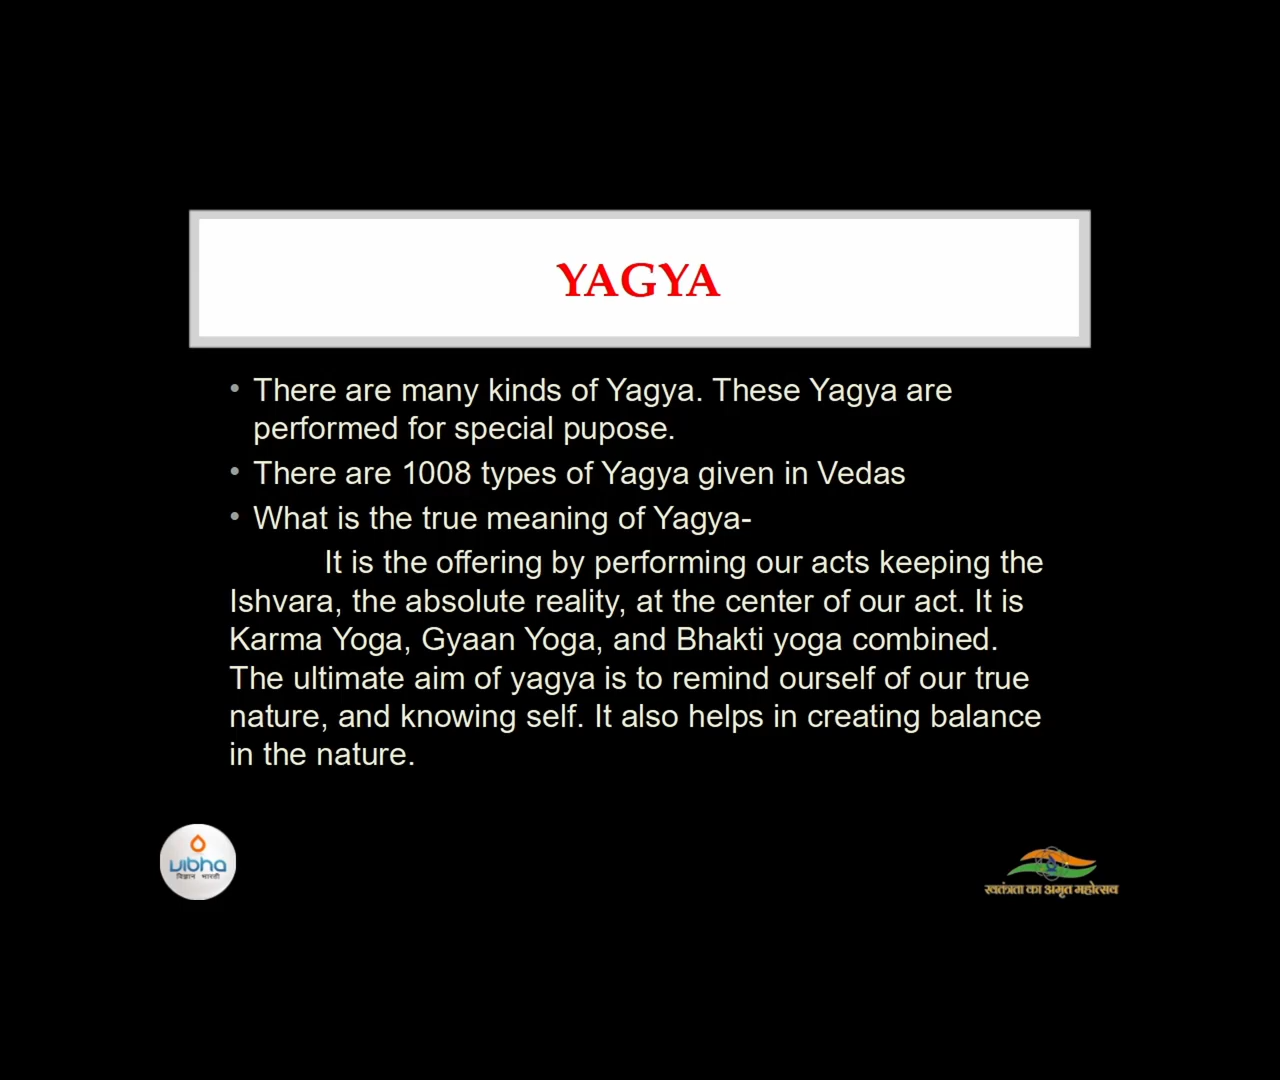 YAGYA
• There are many kinds of Yagya. These Yagya are
performed for special pupose.
• There are 1008 types of Yagya given in Vedas
• What is the true meaning of Yagya-
It is the offering by performing our acts keeping the
Ishvara, the absolute reality, at the center of our act. It is
Karma Yoga, Gyaan Yoga, and Bhakti yoga combined.
The ultimate aim of yagya is to remind ourself of our true
nature, and knowing self. It also helps in creating balance
in the nature.
vibha
विज्ञान भारती
स्वतंत्रता का अमृत महोत्सव